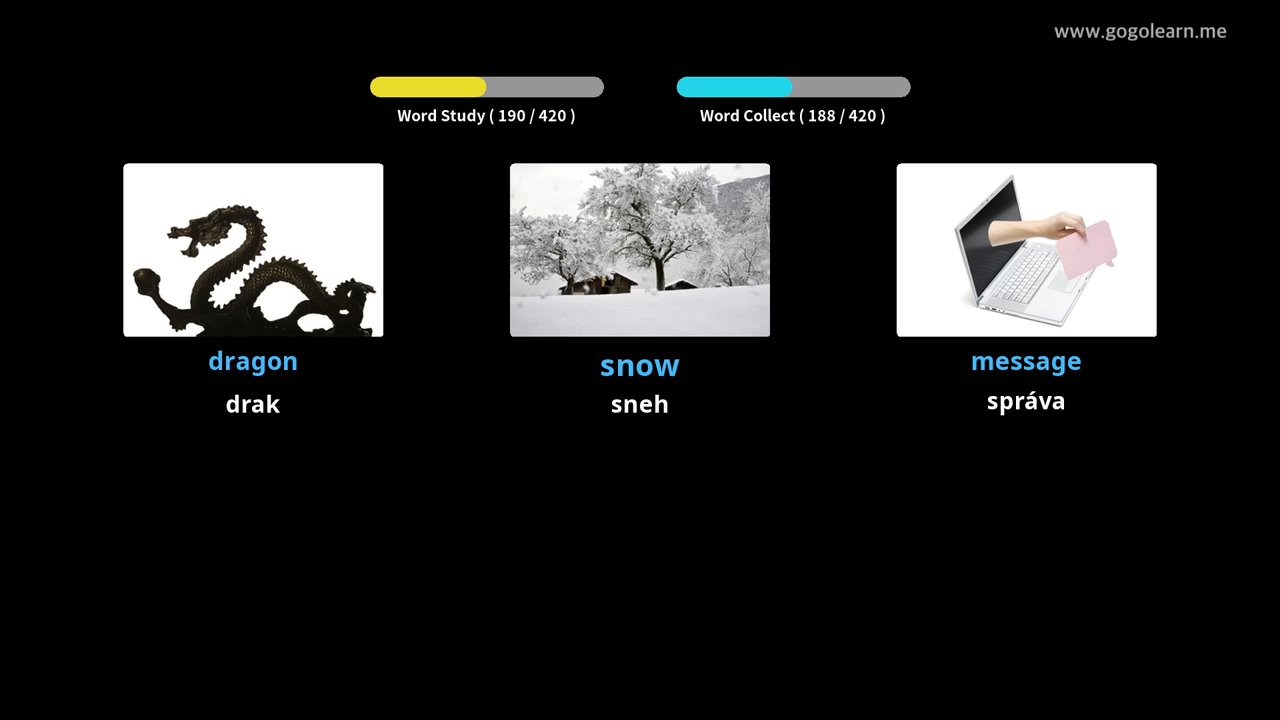 www.gogolearn.me
Word Study ( 190 / 420 )
Word Collect ( 188 / 420 )
dragon
drak
snow
sneh
message
správa